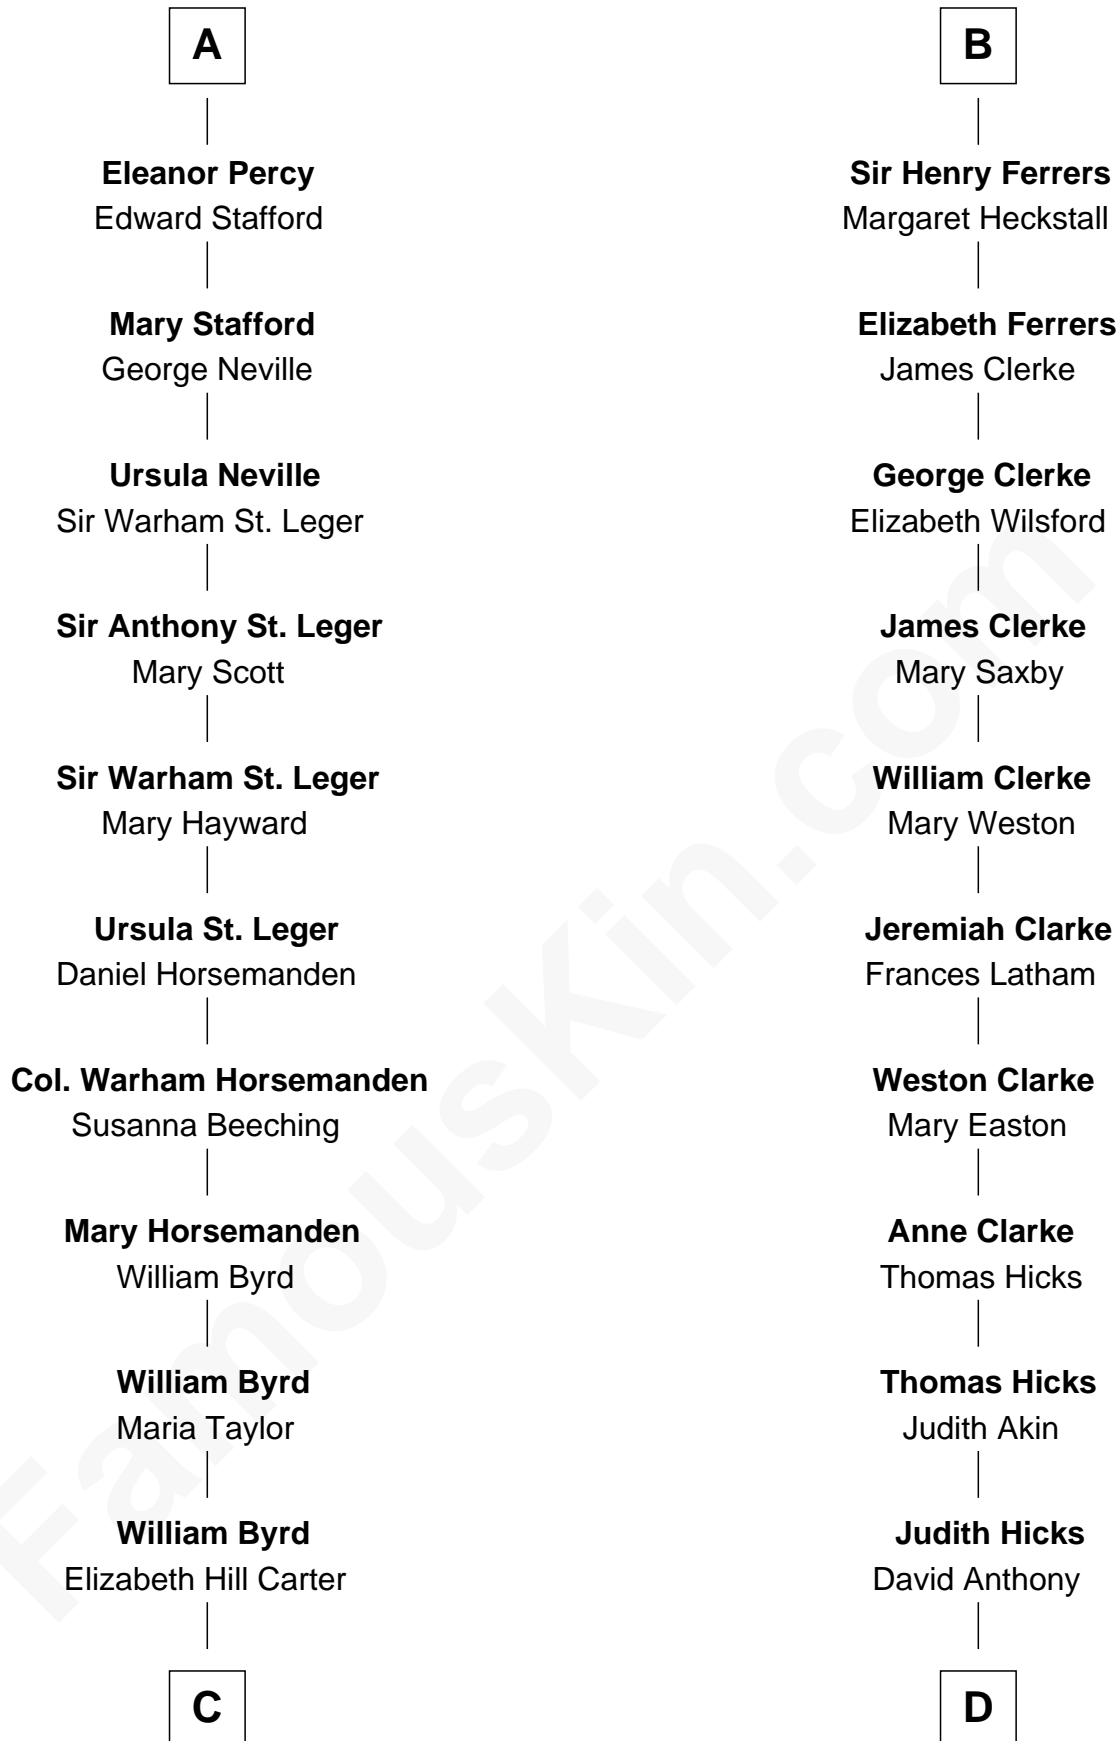 A
Eleanor Percy
Edward Stafford
Mary Stafford
George Neville
Ursula Neville
Sir Warham St. Leger
Sir Anthony St. Leger
Mary Scott
Sir Warham St. Leger
Mary Hayward
Ursula St. Leger
Daniel Horsemanden
Col. Warham Horsemanden
Susanna Beeching
Mary Horsemanden
William Byrd
William Byrd
Maria Taylor
William Byrd
Elizabeth Hill Carter
C
B
Sir Henry Ferrers
Margaret Heckstall
Elizabeth Ferrers
James Clerke
George Clerke
Elizabeth Wilsford
James Clerke
Mary Saxby
William Clerke
Mary Weston
Jeremiah Clarke
Frances Latham
Weston Clarke
Mary Easton
Anne Clarke
Thomas Hicks
Thomas Hicks
Judith Akin
Judith Hicks
David Anthony
D
FamousKin.com